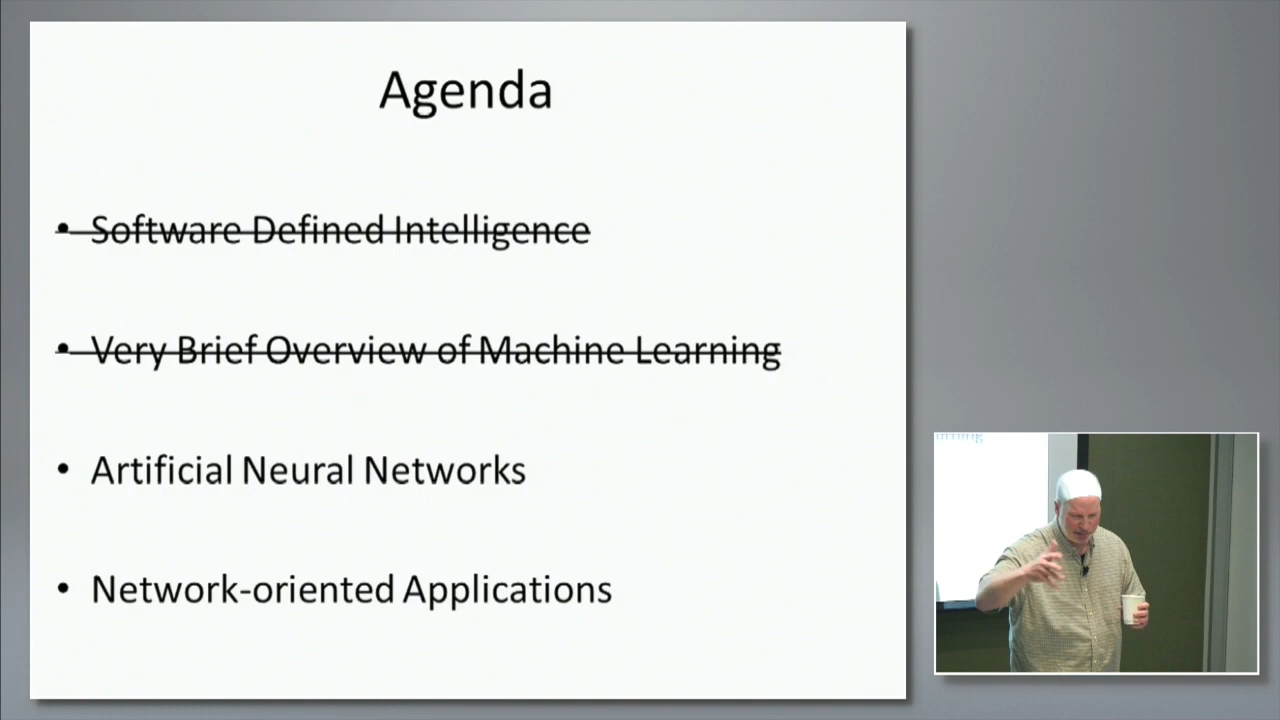 Agenda
• Software Defined Intelligence
• Very Brief Overview of Machine Learning
• Artificial Neural Networks
• Network-oriented Applications